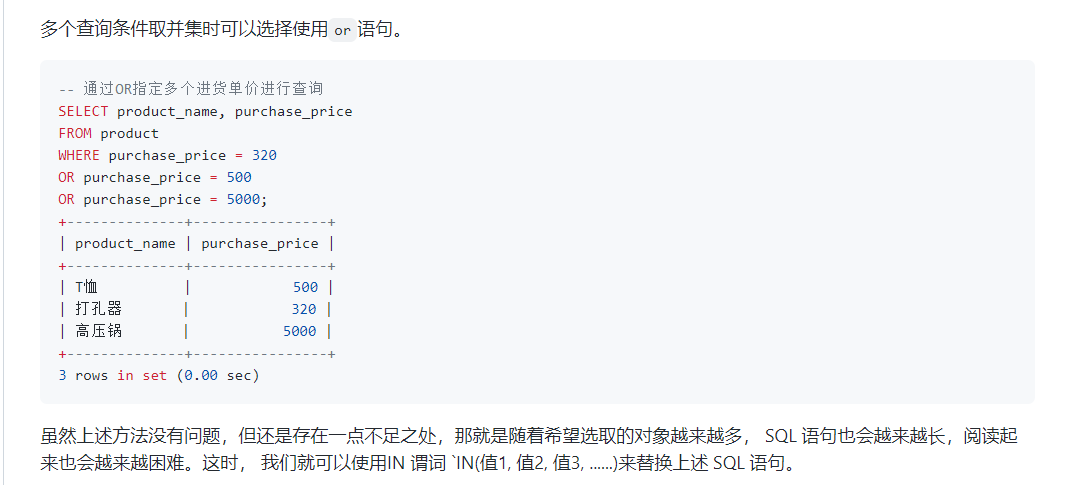 多个查询条件取并集时可以选择使用 or 语句。
-- 通过OR指定多个进货单价进行查询
SELECT product_name, purchase_price
FROM product
WHERE purchase_price = 320
OR purchase_price = 500
OR purchase_price = 5000;
+--------------+----------------+
| product_name | purchase_price |
+--------------+----------------+
| T恤          |            500 |
| 打孔器       |            320 |
| 高压锅       |           5000 |
+--------------+----------------+
3 rows in set (0.00 sec)
虽然上述方法没有问题，但还是存在一点不足之处，那就是随着希望选取的对象越来越多， SQL 语句也会越来越长，阅读起
来也会越来越困难。这时， 我们就可以使用IN 谓词 `IN(值1, 值2, 值3, ......)来替换上述 SQL 语句。